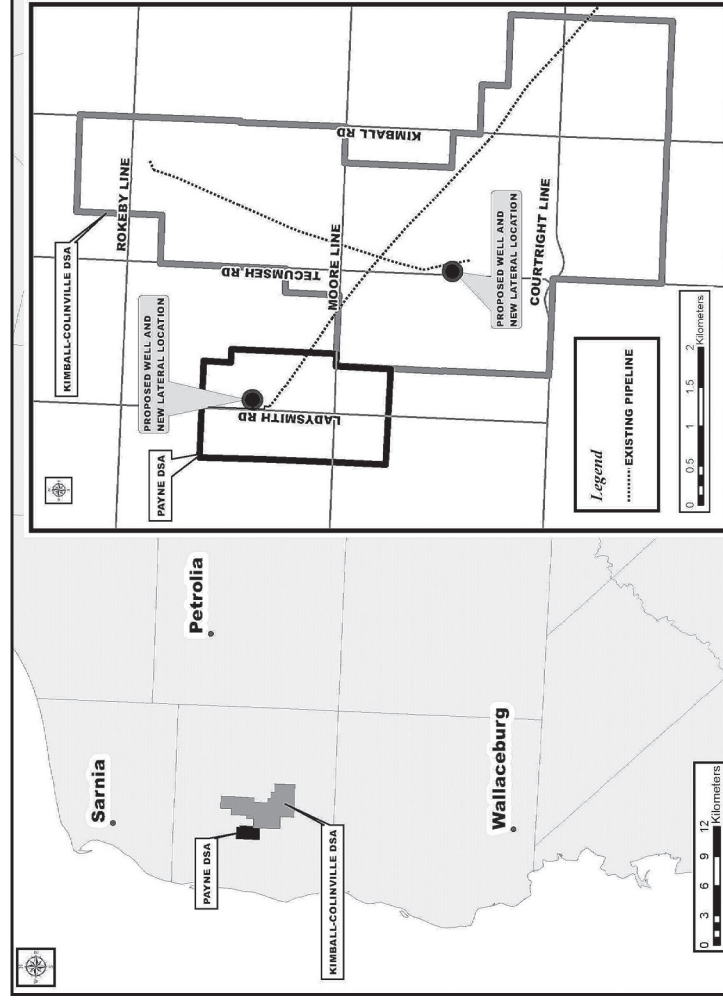 Sarnia
Petrolia
PAYNE DSA
KIMBALL-COLINVILLE DSA
Wallaceburg
0 3 6 9 12
Kilometers
KIMBALL-COLINVILLE DSA
ROKEBY LINE
PROPOSED WELL AND
NEW LATERAL LOCATION
PAYNE DSA
TECUMSEH RD
KIMBALL RD
LADYSMITH RD
MOORE LINE
PROPOSED WELL AND
NEW LATERAL LOCATION
COURTRIGHT LINE
Legend
EXISTING PIPELINE
0 0.5 1 1.5 2
Kilometers